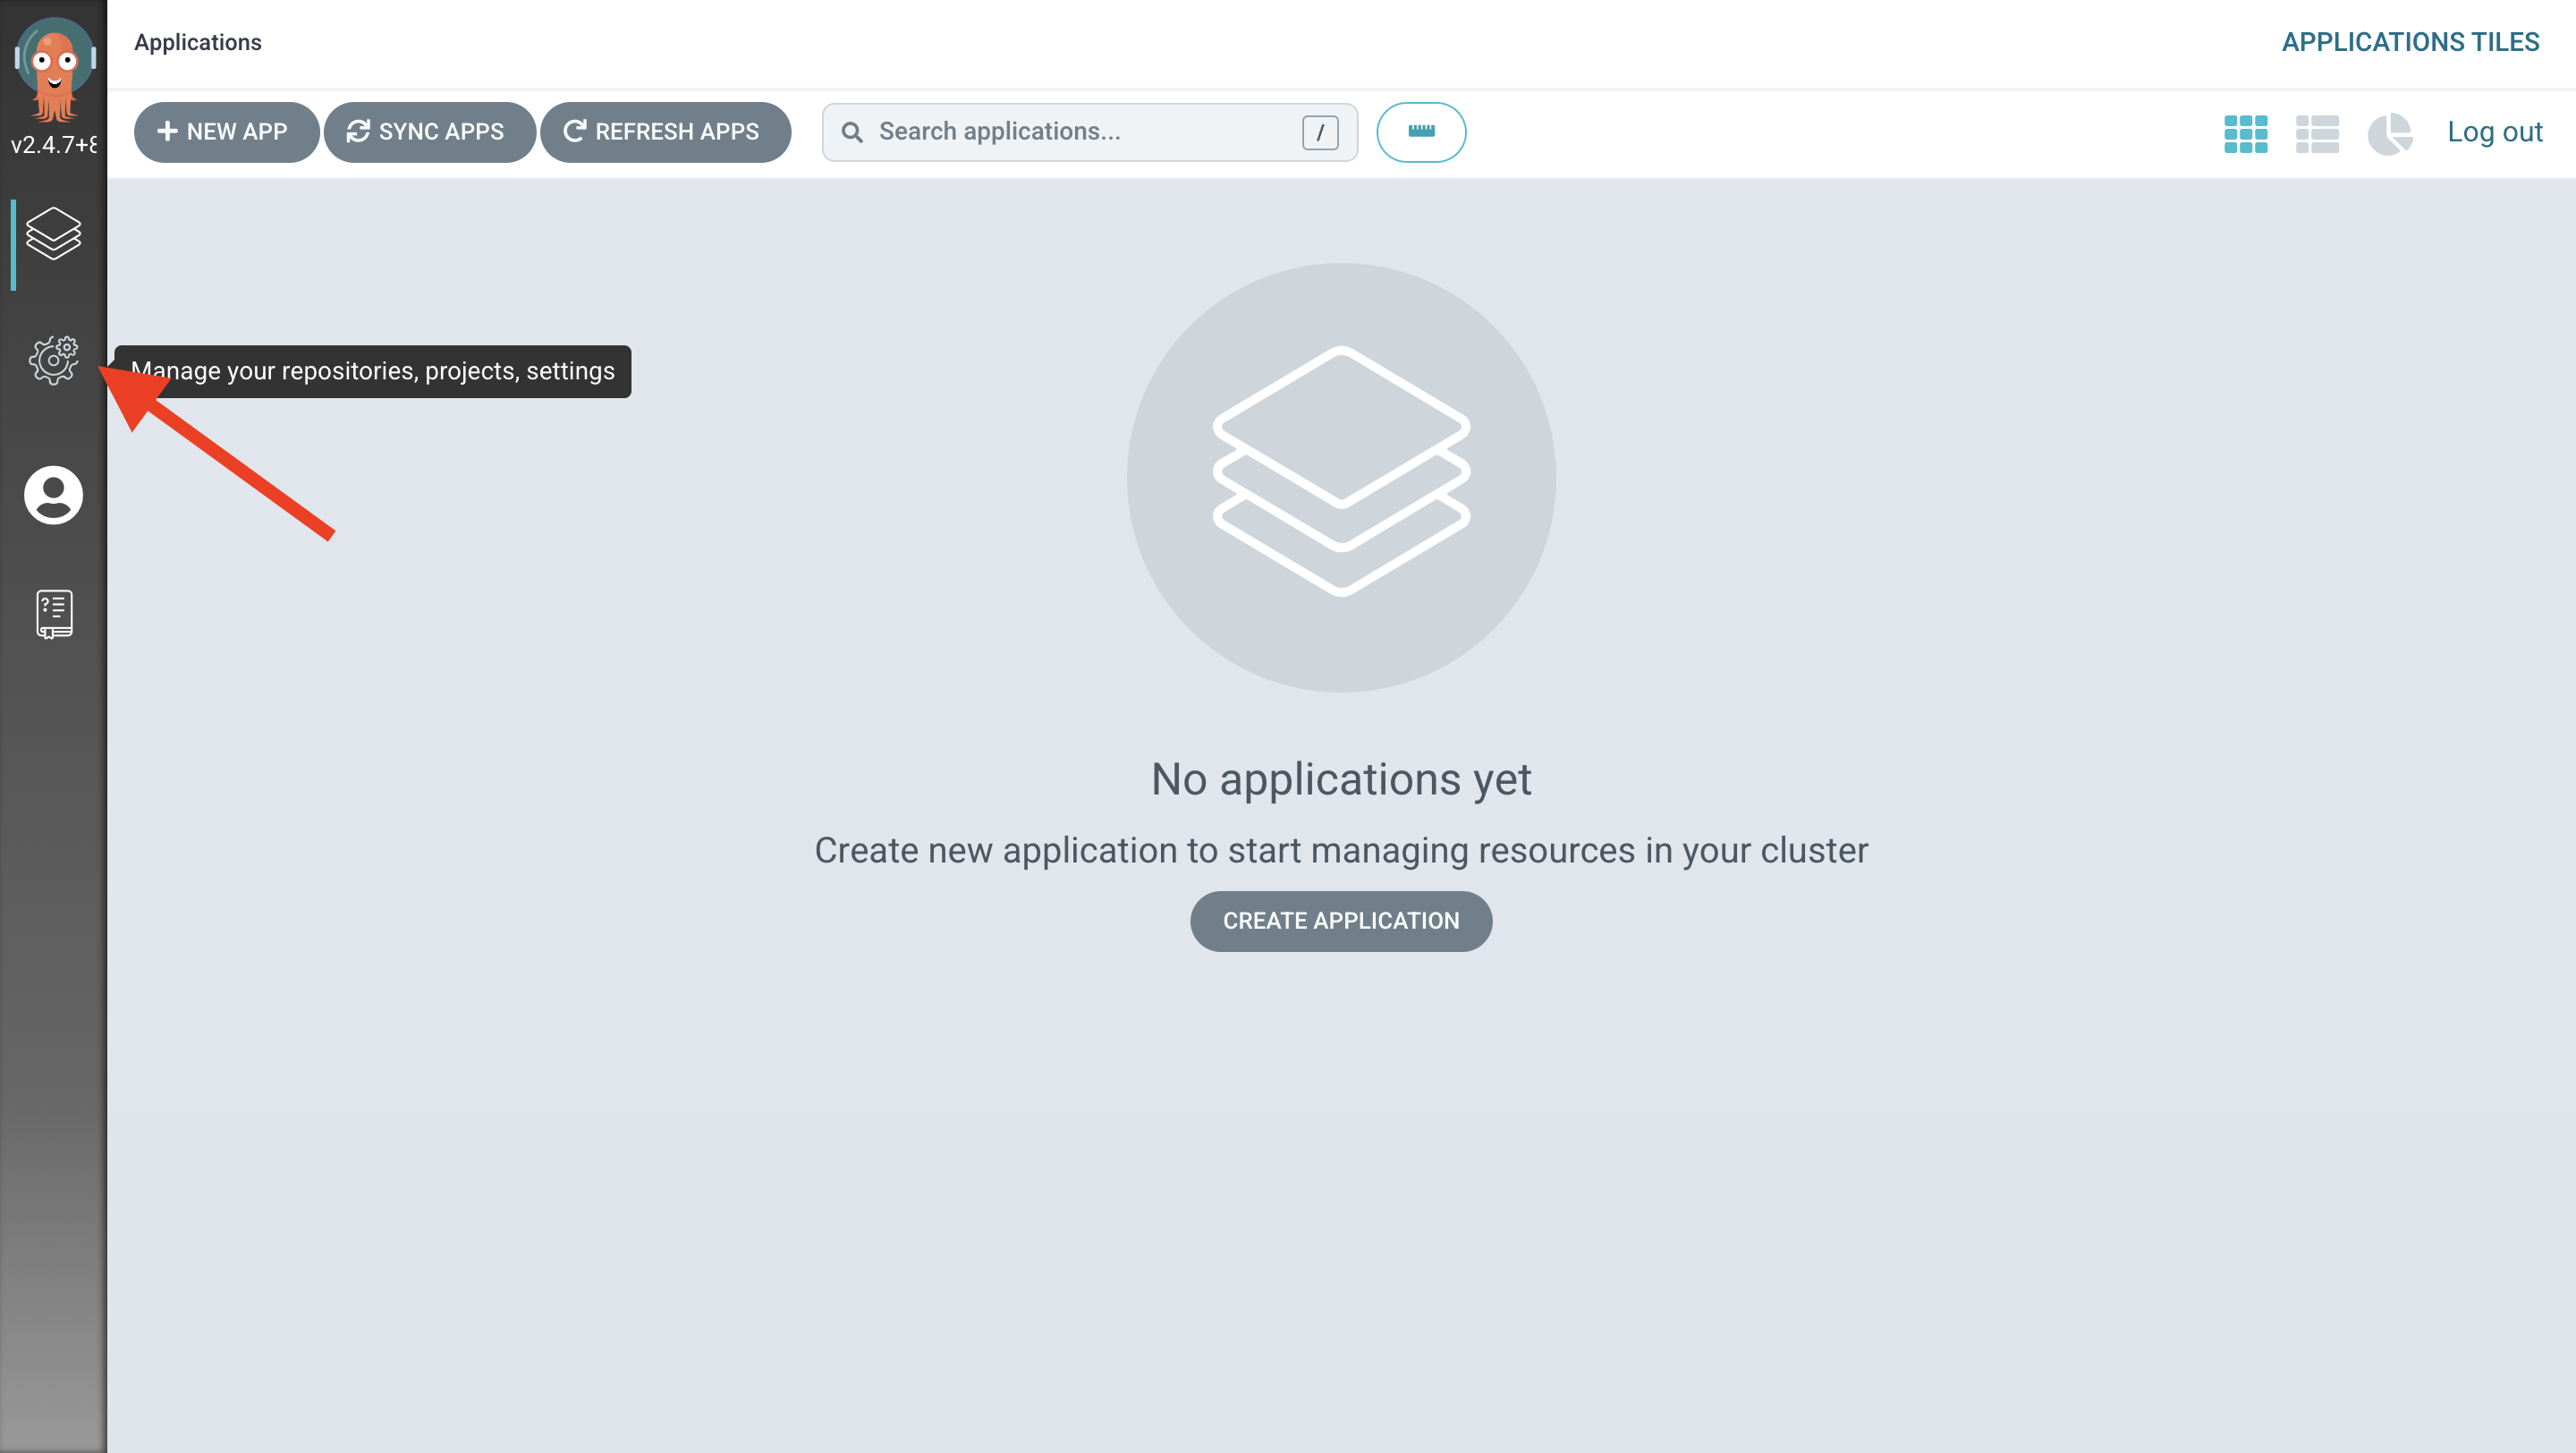 Applications
APPLICATIONS TILES
v2.4.7+8
NEW APP
SYNC APPS
REFRESH APPS
Search applications...
/
Log out
Manage your repositories, projects, settings
?
No applications yet
Create new application to start managing resources in your cluster
CREATE APPLICATION